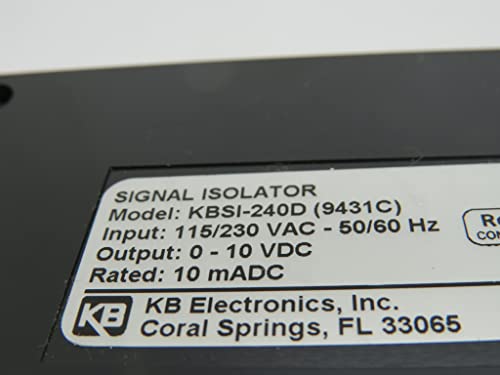 SIGNAL ISOLATOR
Model: KBSI-240D (9431C)
Input: 115/230 VAC - 50/60 Hz
Output: 0 - 10 VDC
Rated: 10 mADC
KB KB Electronics, Inc.
Coral Springs, FL 33065